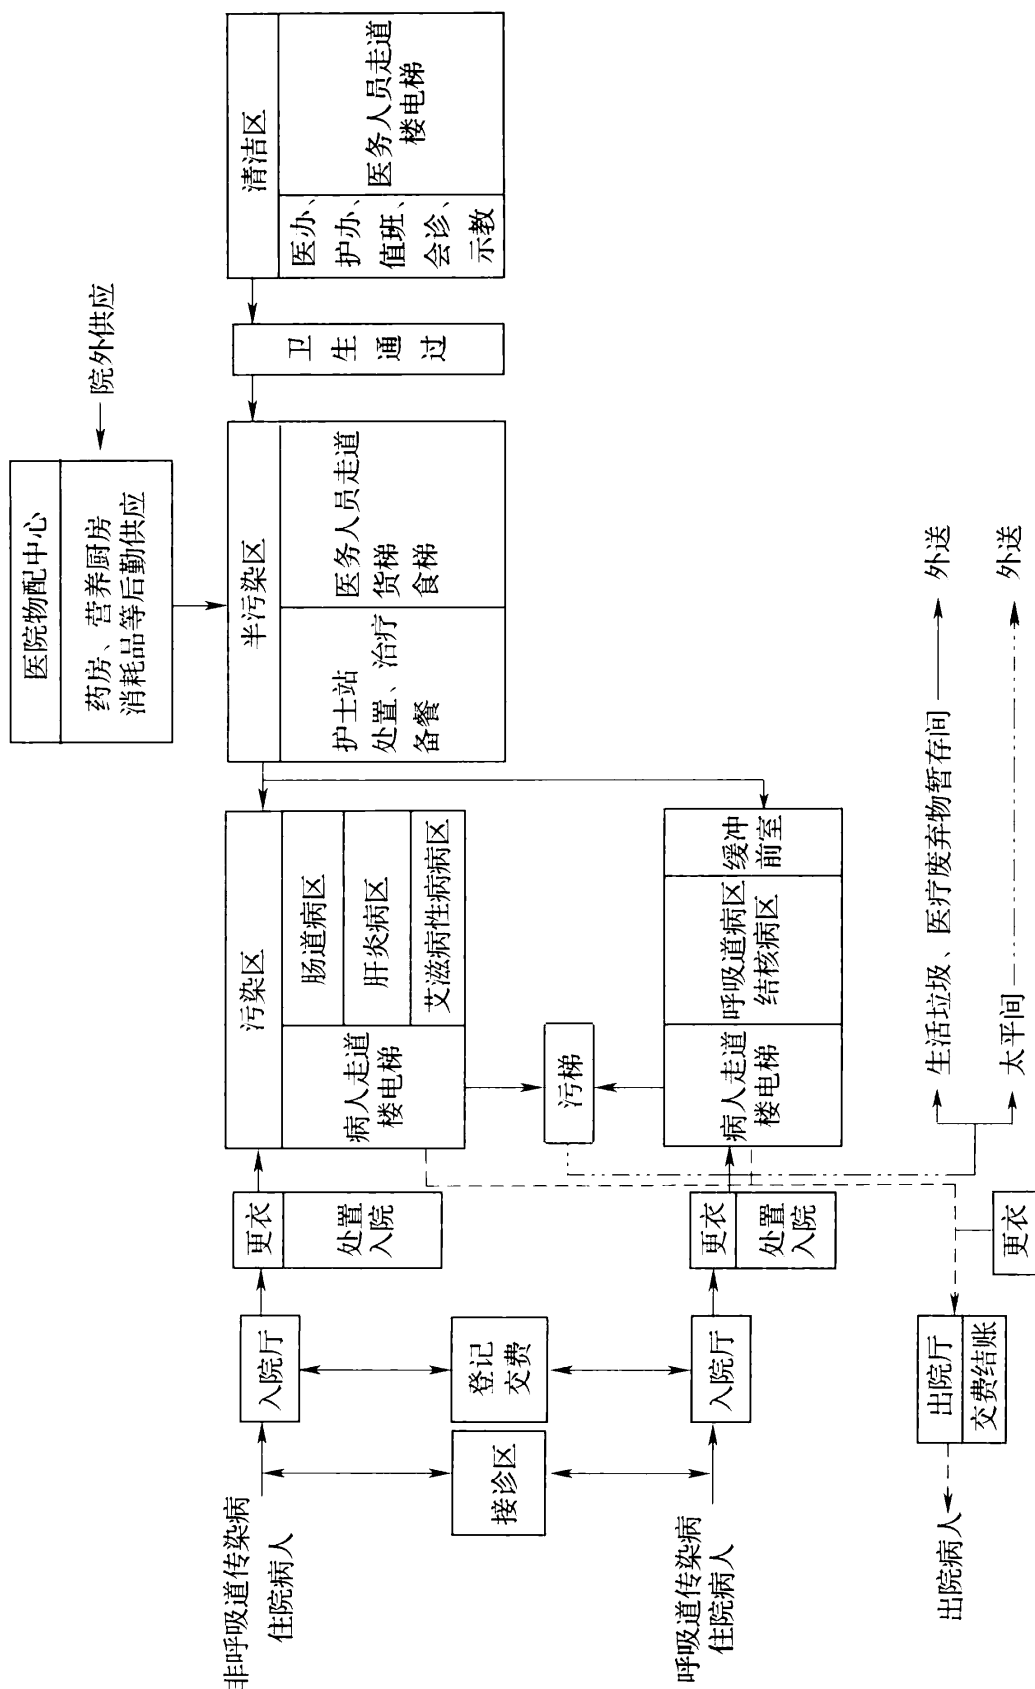 医院物配中心
药房、营养厨房
消耗品等后勤供应
院外供应
非呼吸道传染病
住院病人
入院厅
更衣
处置
入院
污染区
病人走道
楼电梯
肠道病区
肝炎病区
艾滋病性病病区
半污染区
护士站
处置、治疗
备餐
医务人员走道
货梯
食梯
卫生通过
清洁区
医办、
护办、
值班、
会诊、
示教
医务人员走道
楼电梯
接诊区
登记
交费
污梯
呼吸道传染病
住院病人
入院厅
更衣
处置
入院
病人走道
楼电梯
呼吸道病区
结核病区
缓冲
前室
出院病人
出院厅
交费结账
更衣
生活垃圾、医疗废弃物暂存间
外送
太平间
外送